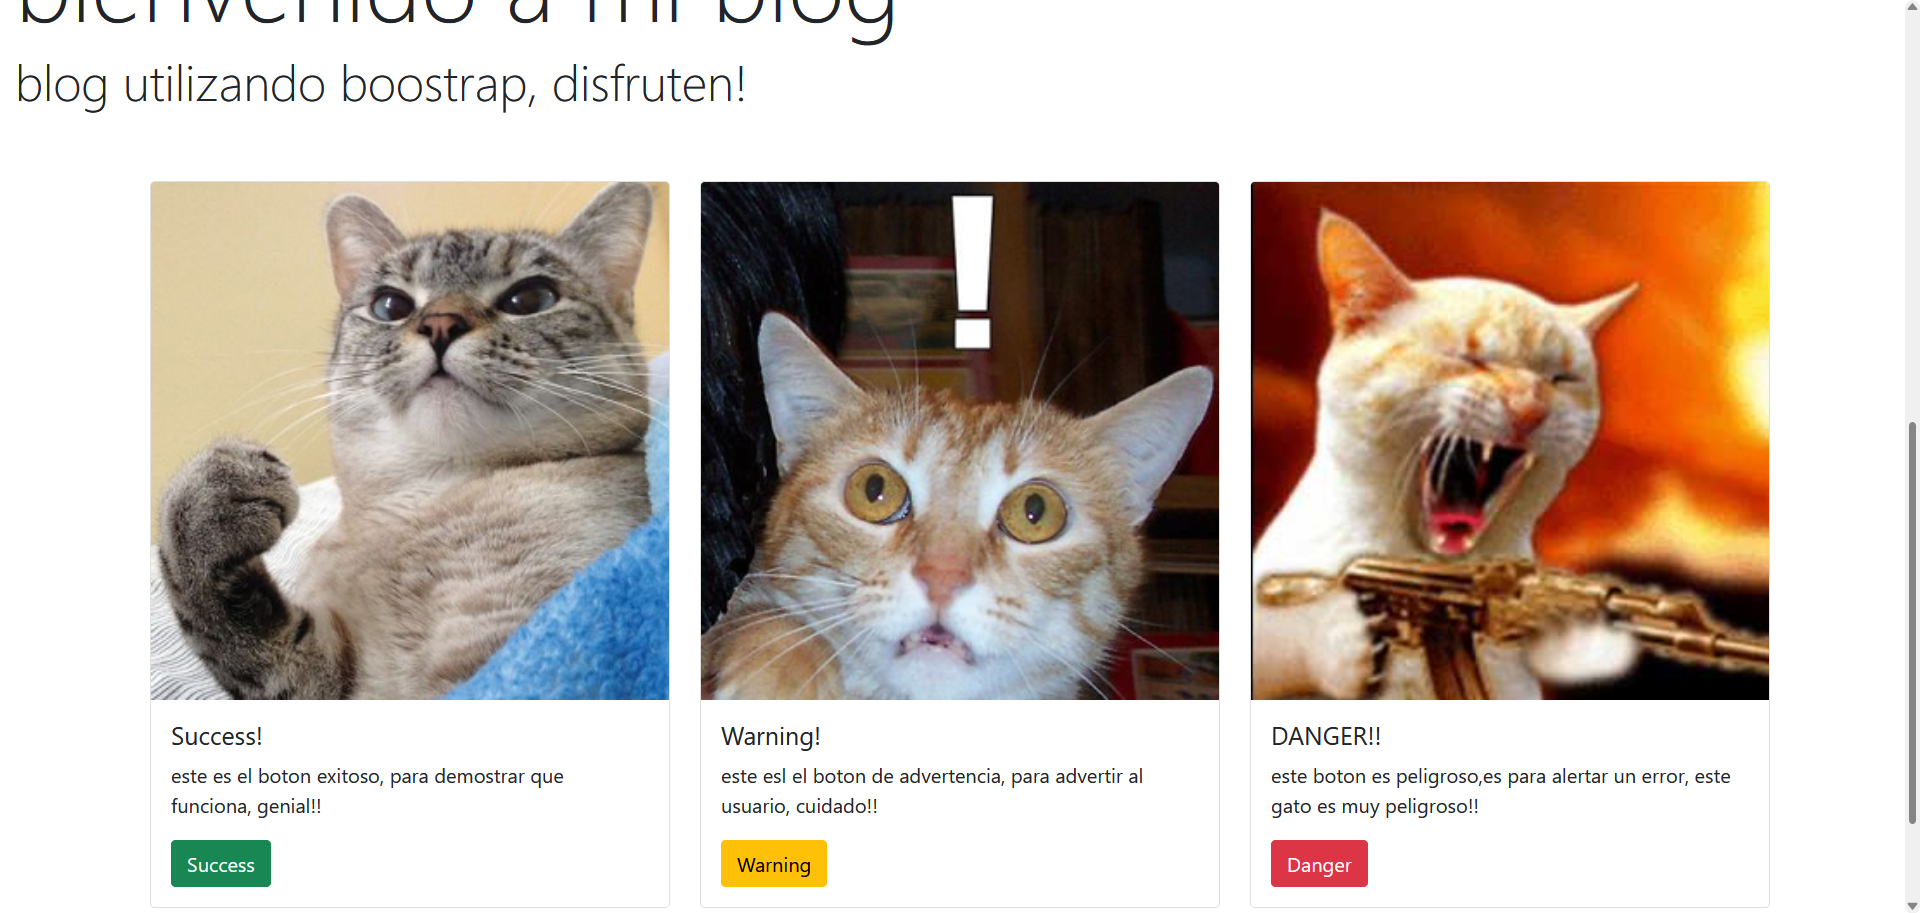 bienvenido a mi blog
blog utilizando boostrap, disfruten!
!
Success!
este es el boton exitoso, para demostrar que
funciona, genial!!
Success
Warning!
este esl el boton de advertencia, para advertir al
usuario, cuidado!!
Warning
DANGER!!
este boton es peligroso,es para alertar un error, este
gato es muy peligroso!!
Danger